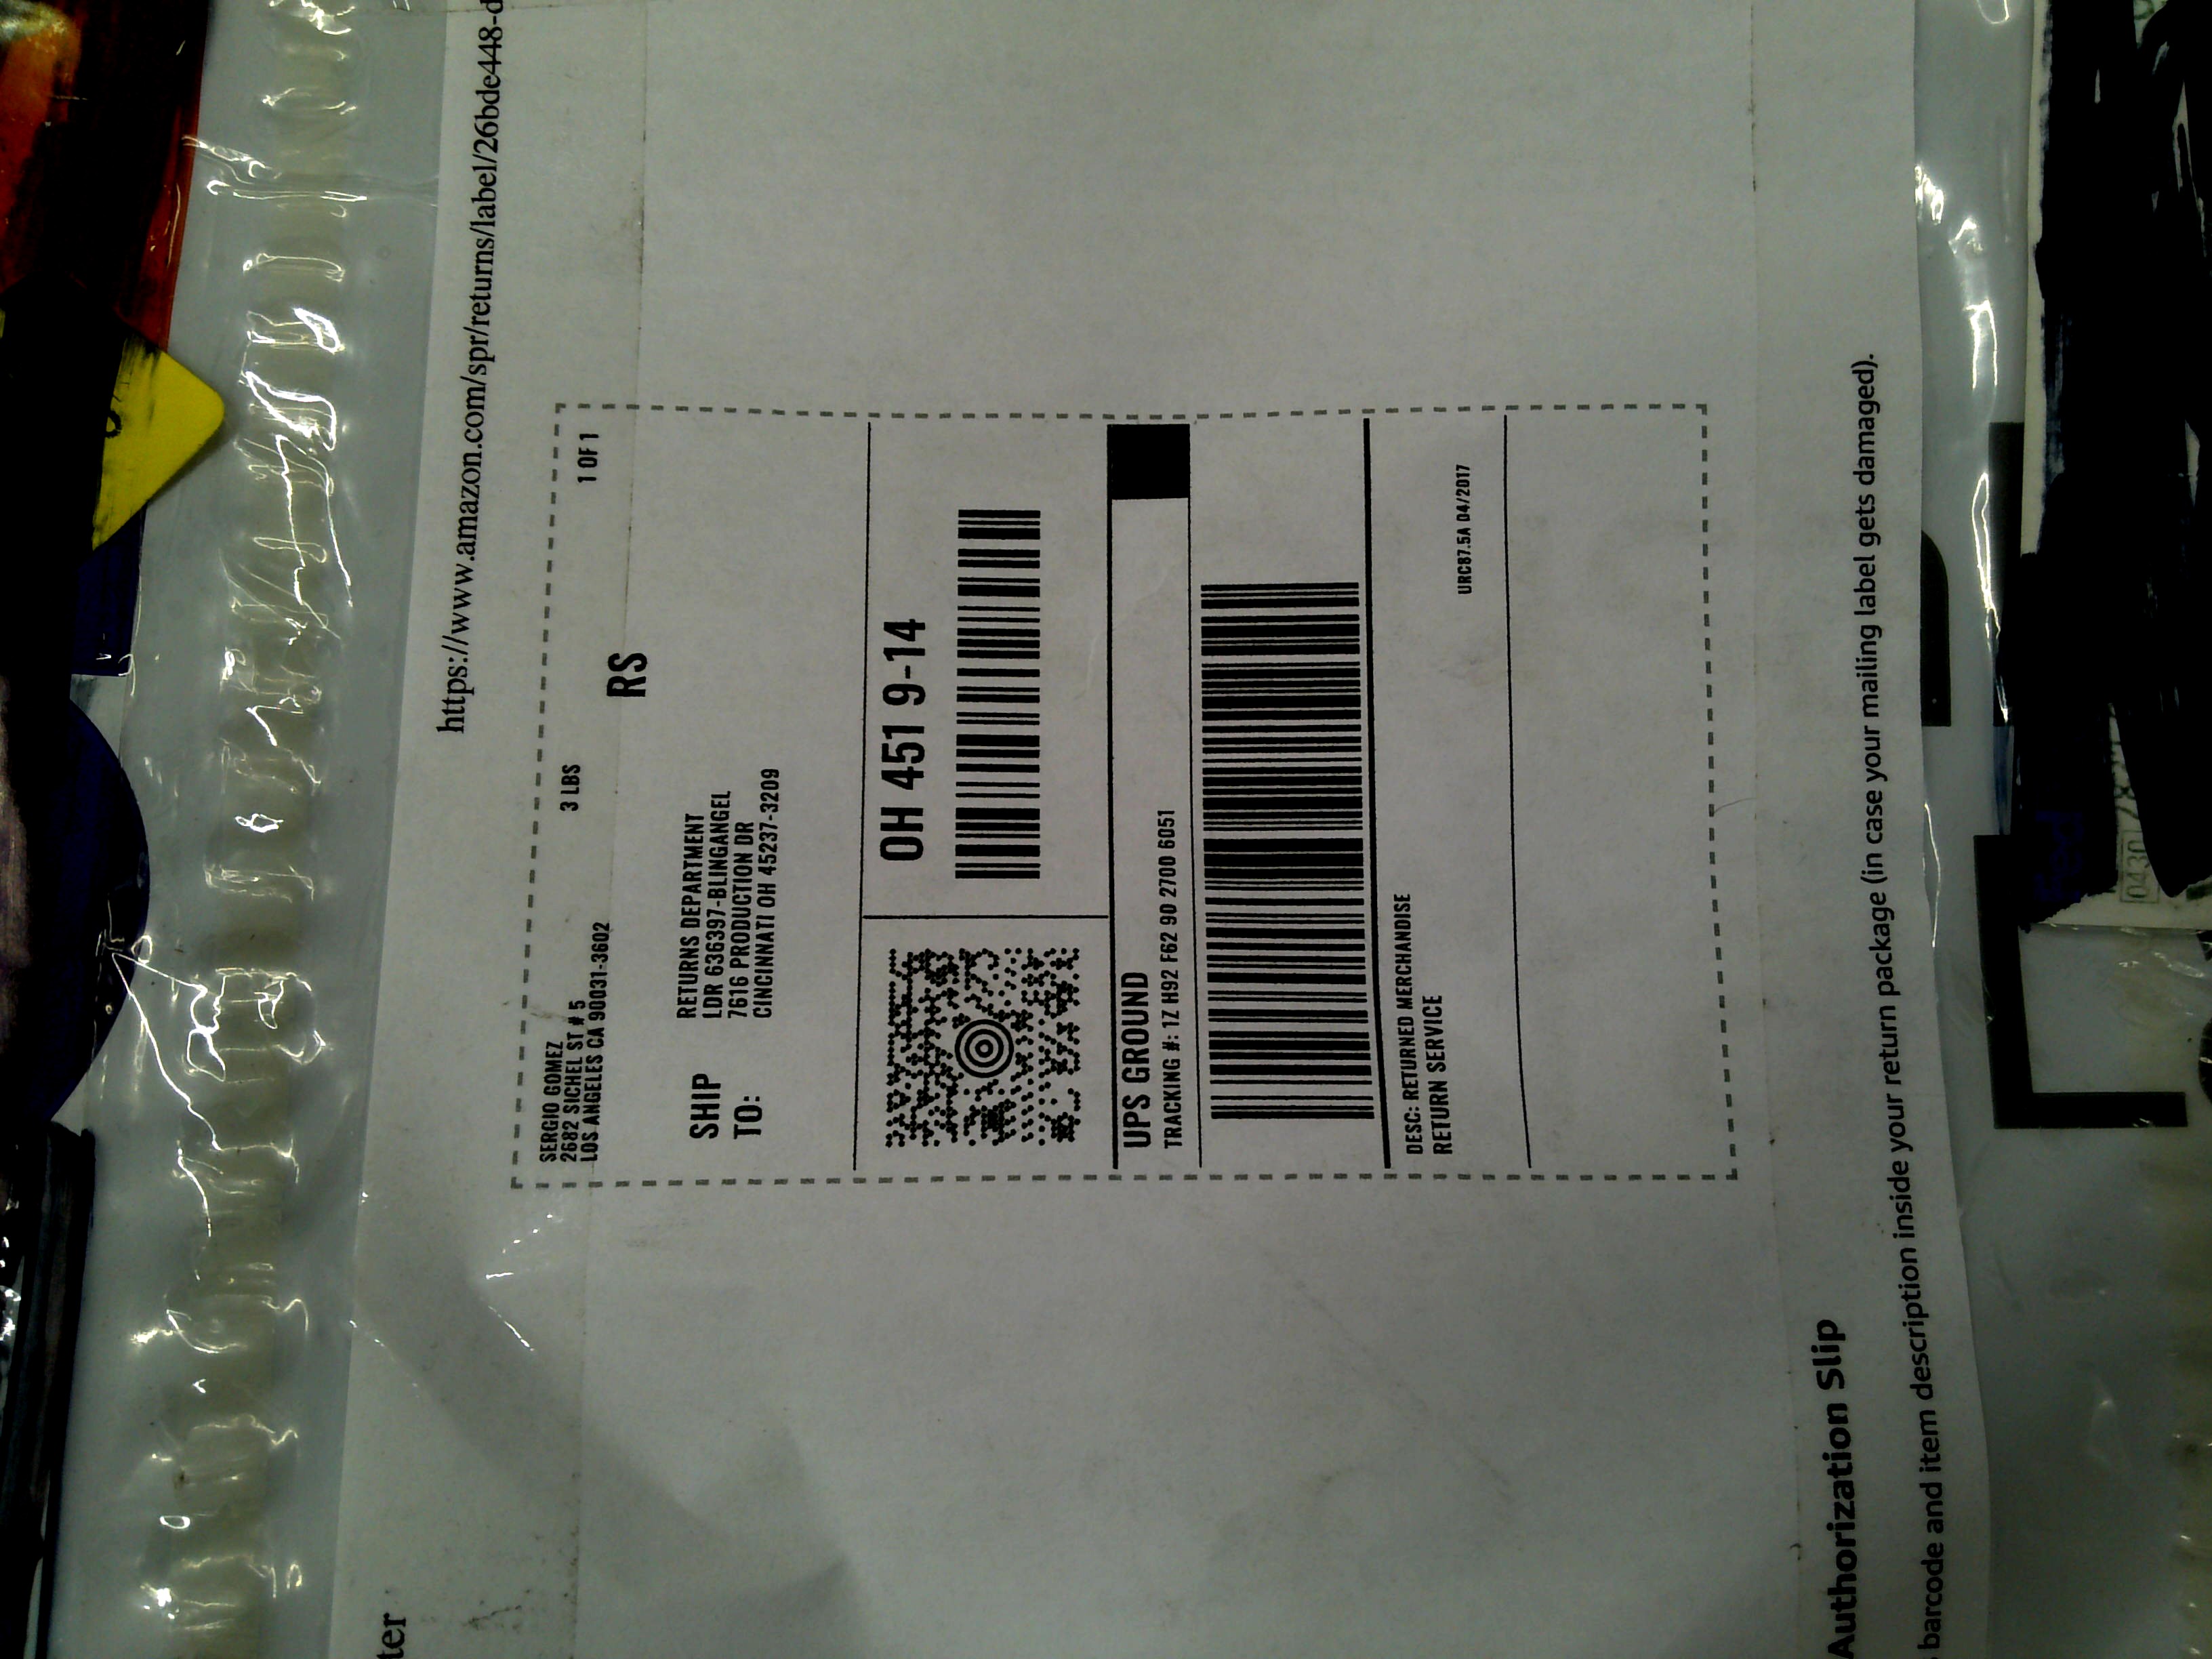 https://www.amazon.com/spr/returns/label/26bde448-d
ter
SERGIO GOMEZ
2682 SICHEL ST # 5
LOS ANGELES CA 90031-3602
3 LBS
1 OF 1
RS
SHIP
TO:
RETURNS DEPARTMENT
LDR 636397-BLINGANGEL
7616 PRODUCTION DR
CINCINNATI OH 45237-3209
OH 451 9-14
UPS GROUND
TRACKING #: 1Z H92 F62 90 2700 6051
DESC: RETURNED MERCHANDISE
RETURN SERVICE
URC87.5A 04/2017
Authorization Slip
barcode and item description inside your return package (in case your mailing label gets damaged).
Fed
0430